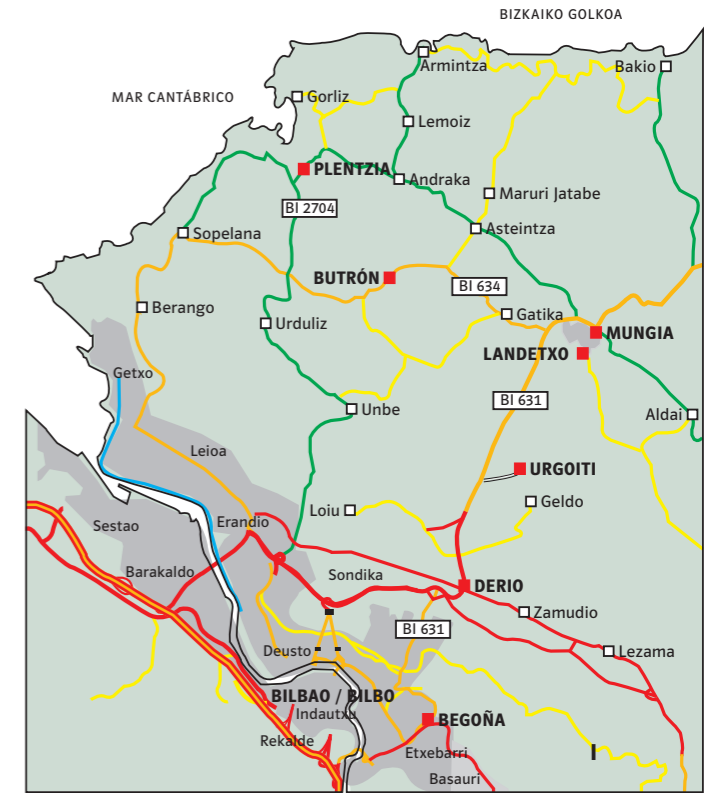 BIZKAIKO GOLKOA
Armintza
Bakio
MAR CANTÁBRICO
Gorliz
Lemoiz
PLENTZIA
Andraka
Maruri Jatabe
BI 2704
Sopelana
Asteintza
BUTRÓN
BI 634
Berango
Gatika
Urduliz
MUNGIA
LANDETXO
Getxo
BI 631
Unbe
Aldai
Leioa
URGOITI
Loiu
Geldo
Sestao
Erandio
Barakaldo
Sondika
DERIO
Zamudio
BI 631
Deusto
Lezama
BILBAO / BILBO
Indautxu
BEGOÑA
Rekalde
Etxebarri
I
Basauri